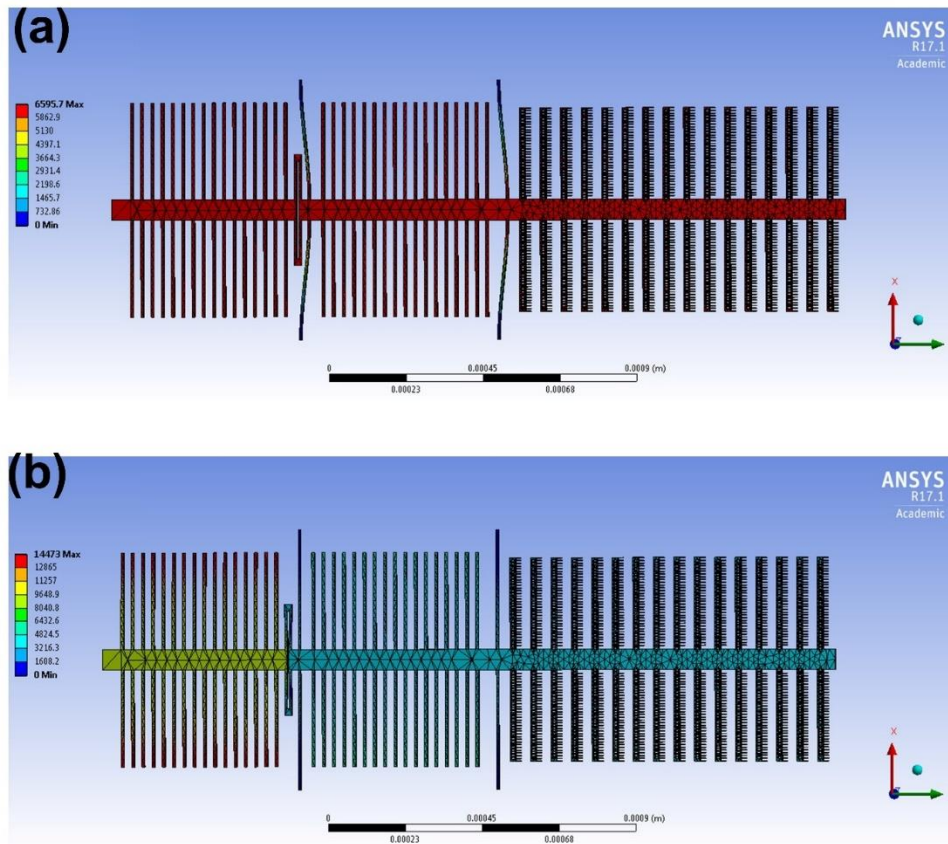 (a)
ANSYS
R17.1
Academic
6595.7 Max
5862.9
5130
4397.1
3664.3
2931.4
2198.6
1465.7
732.86
0 Min
X
0
0.00045
0.0009 (m)
0.00023
0.00068
(b)
ANSYS
R17.1
Academic
14473 Max
12865
11257
9648.9
8040.8
6432.6
4824.5
3216.3
1608.2
0 Min
X
0
0.00045
0.0009 (m)
0.00023
0.00068